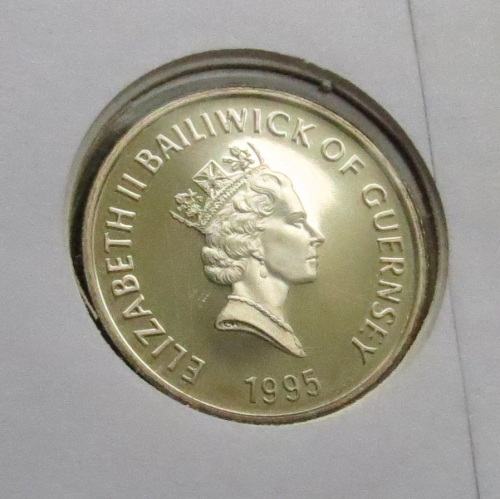 ELIZABETH II BAILIWICK OF GUERNSEY
1995